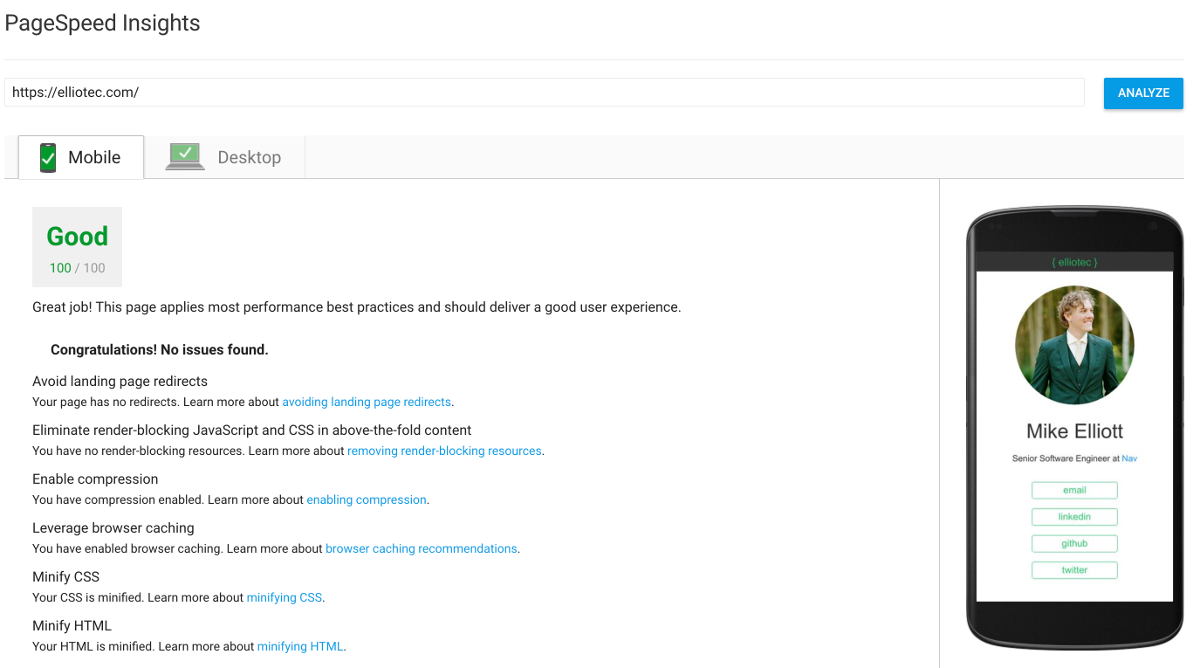 PageSpeed Insights
https://elliotec.com/
ANALYZE
Mobile
Desktop
Good
100 / 100
Great job! This page applies most performance best practices and should deliver a good user experience.
Congratulations! No issues found.
Avoid landing page redirects
Your page has no redirects. Learn more about avoiding landing page redirects.
Eliminate render-blocking JavaScript and CSS in above-the-fold content
You have no render-blocking resources. Learn more about removing render-blocking resources.
Enable compression
You have compression enabled. Learn more about enabling compression.
Leverage browser caching
You have enabled browser caching. Learn more about browser caching recommendations.
Minify CSS
Your CSS is minified. Learn more about minifying CSS.
Minify HTML
Your HTML is minified. Learn more about minifying HTML.
{ elliotec }
Mike Elliott
Senior Software Engineer at Nav
email
linkedin
github
twitter